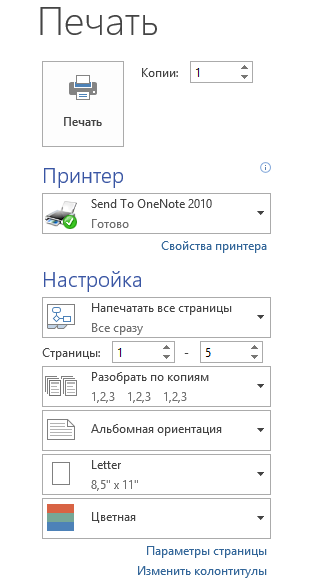 Печать
Копии: 1
Печать
Принтер
Send To OneNote 2010
Готово
Свойства принтера
Настройка
Напечатать все страницы
Все сразу
Страницы: 1 - 5
Разобрать по копиям
1,2,3 1,2,3 1,2,3
Альбомная ориентация
Letter
8,5" x 11"
Цветная
Параметры страницы
Изменить колонтитулы